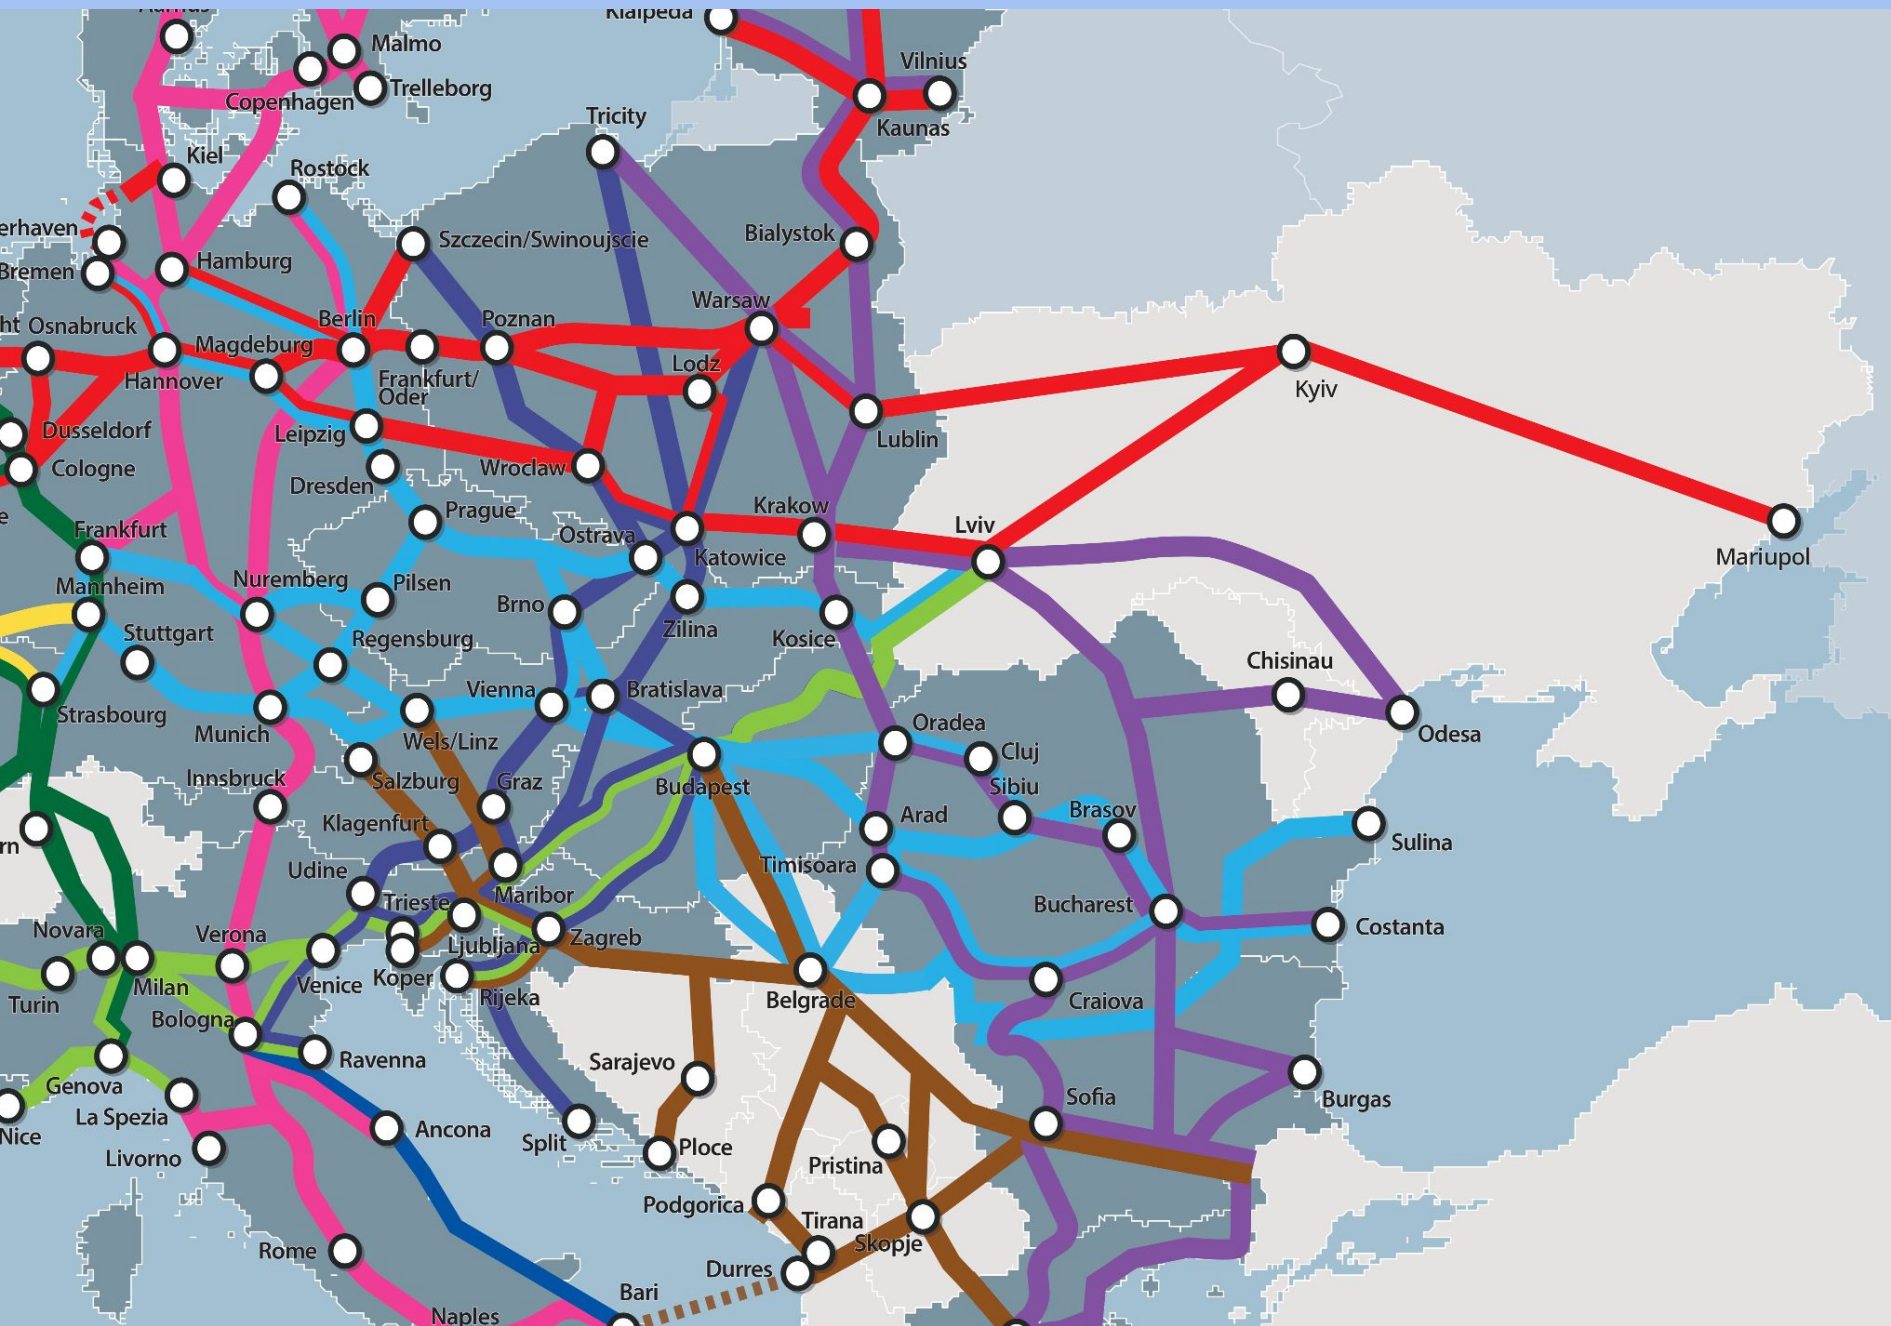 Klaipeda
Malmo
Trelleborg
Copenhagen
Vilnius
Kaunas
Tricity
Kiel
Rostock
erhaven
Bremen
Hamburg
Szczecin/Swinoujscie
Bialystok
Warsaw
ht
Osnabruck
Berlin
Poznan
Magdeburg
Hannover
Frankfurt/
Oder
Lodz
Kyiv
Dusseldorf
Leipzig
Lublin
Cologne
Dresden
Wroclaw
Prague
Krakow
Lviv
Frankfurt
Ostrava
Katowice
Mariupol
Mannheim
Nuremberg
Pilsen
Brno
Zilina
Kosice
Stuttgart
Regensburg
Chisinau
Strasbourg
Vienna
Bratislava
Munich
Wels/Linz
Oradea
Odesa
Cluj
Innsbruck
Salzburg
Graz
Budapest
Sibiu
Brasov
Klagenfurt
Arad
Sulina
rn
Udine
Timisoara
Maribor
Trieste
Bucharest
Novara
Verona
Ljubljana
Zagreb
Costanta
Turin
Milan
Venice
Koper
Rijeka
Belgrade
Craiova
Bologna
Ravenna
Sarajevo
Genova
La Spezia
Sofia
Burgas
Nice
Ancona
Split
Ploce
Livorno
Pristina
Podgorica
Tirana
Skopje
Rome
Durres
Bari
Naples